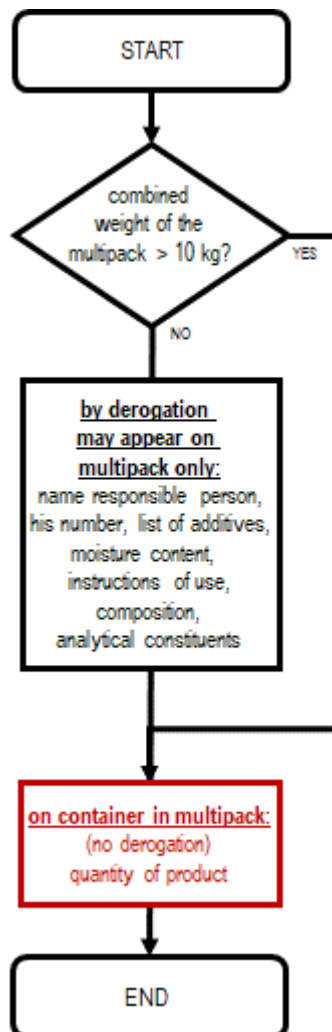 START
combined
weight of the
multipack > 10 kg?
YES
NO
by derogation
may appear on
multipack only:
name responsible person,
his number, list of additives,
moisture content,
instructions of use,
composition,
analytical constituents
on container in multipack:
(no derogation)
quantity of product
END